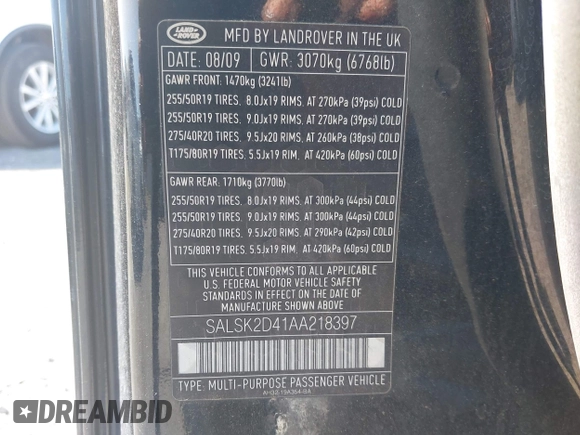 LAND ROVER
MFD BY LANDROVER IN THE UK
DATE: 08/09 GWR: 3070kg (6768lb)
GAWR FRONT: 1470kg (3241lb)
255/50R19 TIRES, 8.0Jx19 RIMS, AT 270kPa (39psi) COLD
255/50R19 TIRES, 9.0Jx19 RIMS, AT 270kPa (39psi) COLD
275/40R20 TIRES, 9.5Jx20 RIMS, AT 260kPa (38psi) COLD
T175/80R19 TIRES, 5.5Jx19 RIM, AT 420kPa (60psi) COLD
GAWR REAR: 1710kg (3770lb)
255/50R19 TIRES, 8.0Jx19 RIMS, AT 300kPa (44psi) COLD
255/50R19 TIRES, 9.0Jx19 RIMS, AT 300kPa (44psi) COLD
275/40R20 TIRES, 9.5Jx20 RIMS, AT 290kPa (42psi) COLD
T175/80R19 TIRES, 5.5Jx19 RIM, AT 420kPa (60psi) COLD
THIS VEHICLE CONFORMS TO ALL APPLICABLE
U.S. FEDERAL MOTOR VEHICLE SAFETY
STANDARDS IN EFFECT ON THE DATE OF
MANUFACTURE SHOWN ABOVE.
SALSK2D41AA218397
TYPE: MULTI-PURPOSE PASSENGER VEHICLE
DREAMBID